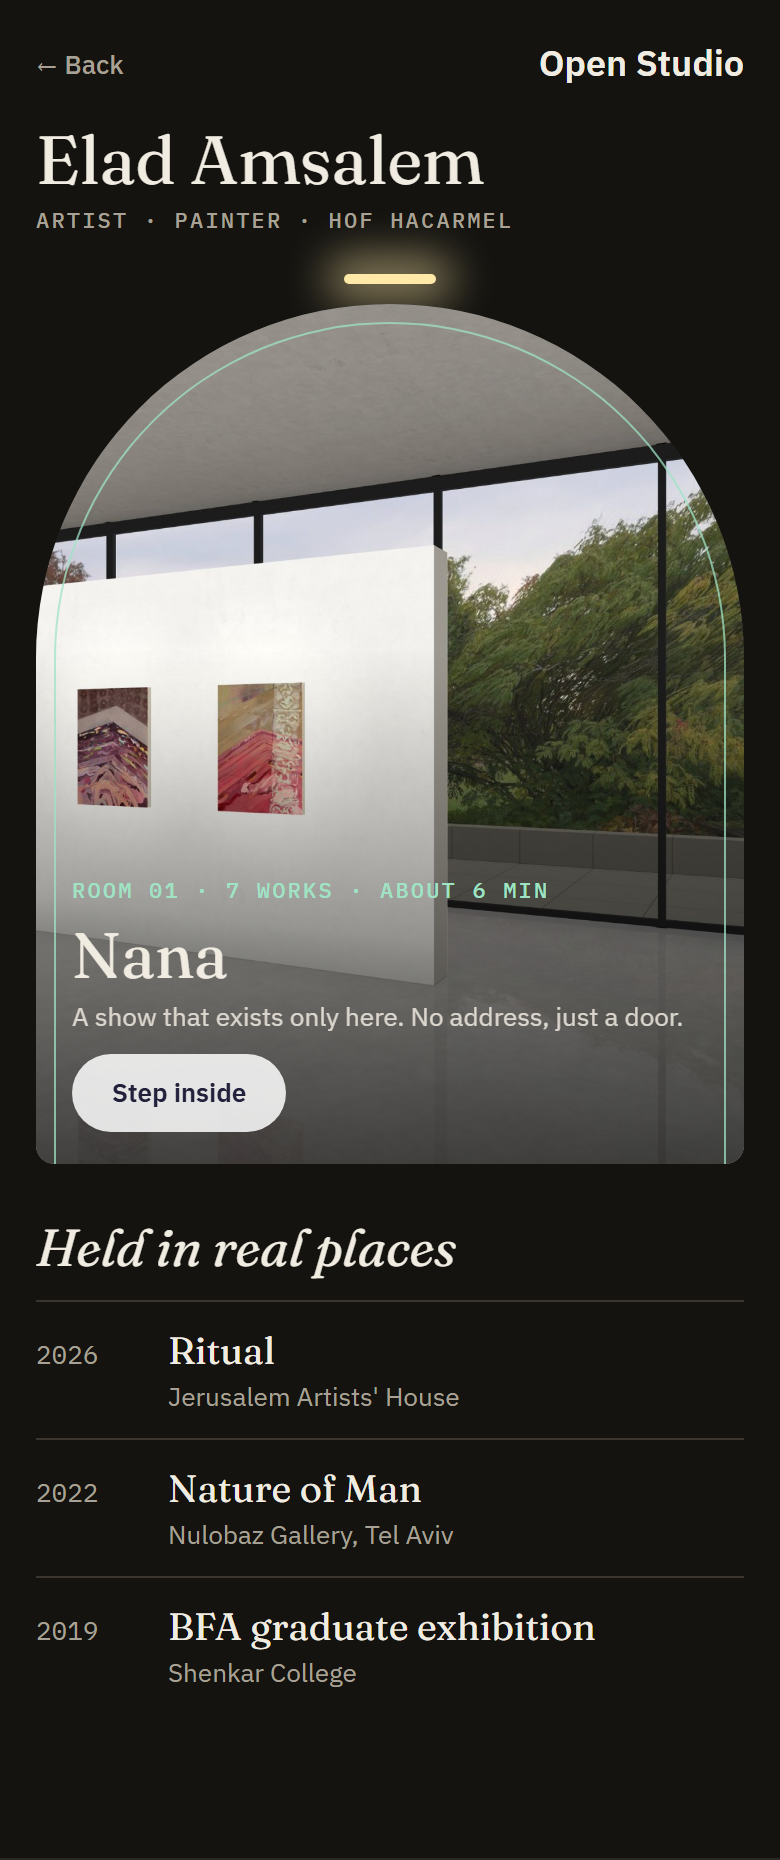 ← Back
Open Studio
Elad Amsalem
ARTIST · PAINTER · HOF HACARMEL
ROOM 01 · 7 WORKS · ABOUT 6 MIN
Nana
A show that exists only here. No address, just a door.
Step inside
Held in real places
2026
Ritual
Jerusalem Artists' House
2022
Nature of Man
Nulobaz Gallery, Tel Aviv
2019
BFA graduate exhibition
Shenkar College